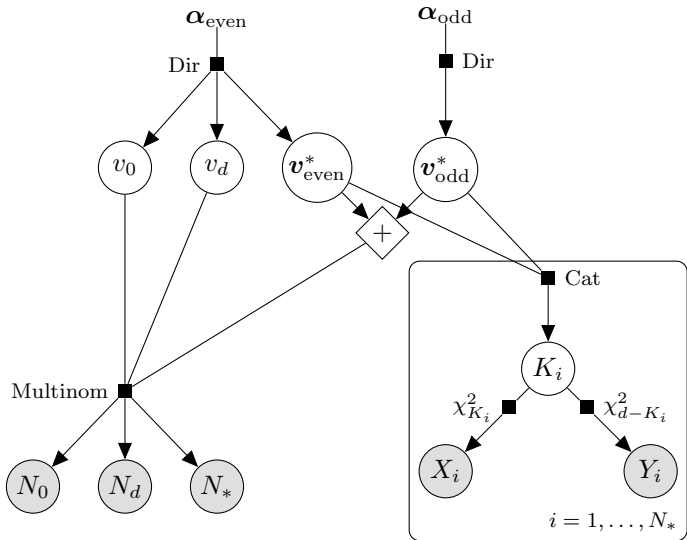 α_even α_odd
Dir Dir
v_0 v_d v*_even v*_odd
+
Cat
Multinom K_i
χ²_{K_i} χ²_{d−K_i}
N_0 N_d N_* X_i Y_i
i = 1, . . . , N_*